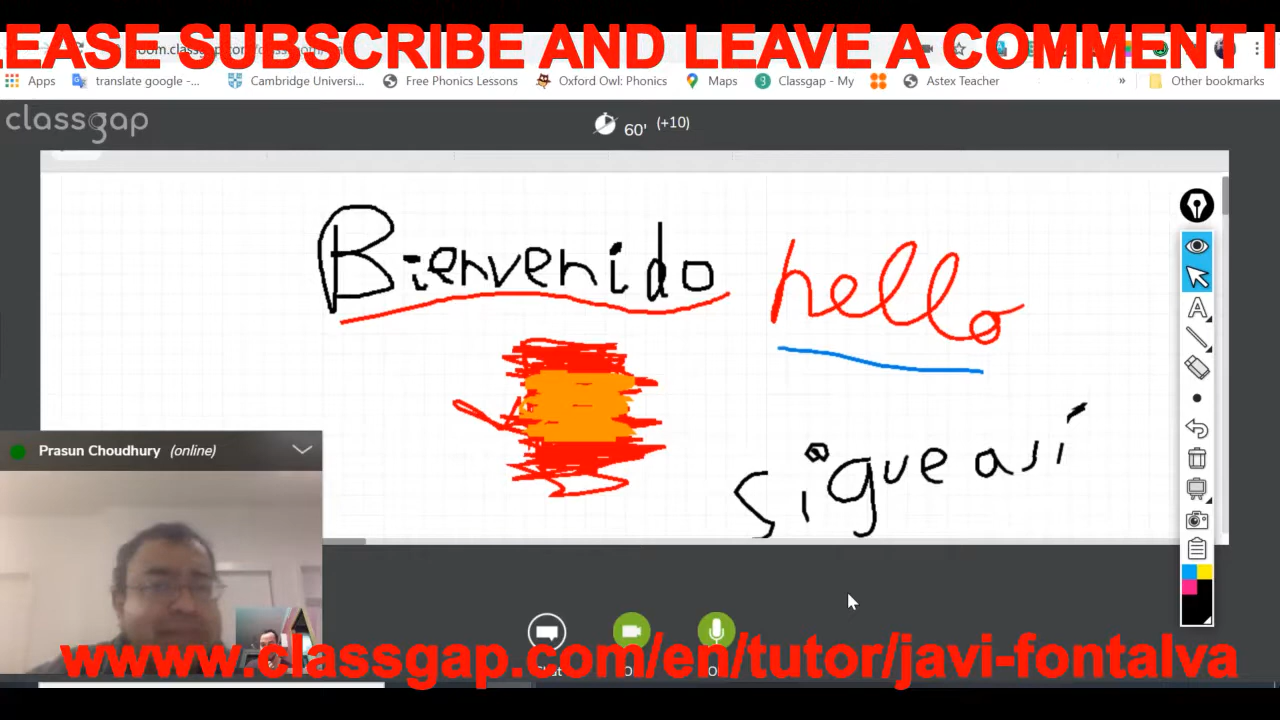 LEASE SUBSCRIBE AND LEAVE A COMMENT I
Apps translate google -... Cambridge Universi... Free Phonics Lessons Oxford Owl: Phonics Maps Classgap - My Astex Teacher » Other bookmarks
classgap
60' (+10)
Bienvenido hello
Prasun Choudhury (online)
Sigue así
www.classgap.com/en/tutor/javi-fontalva